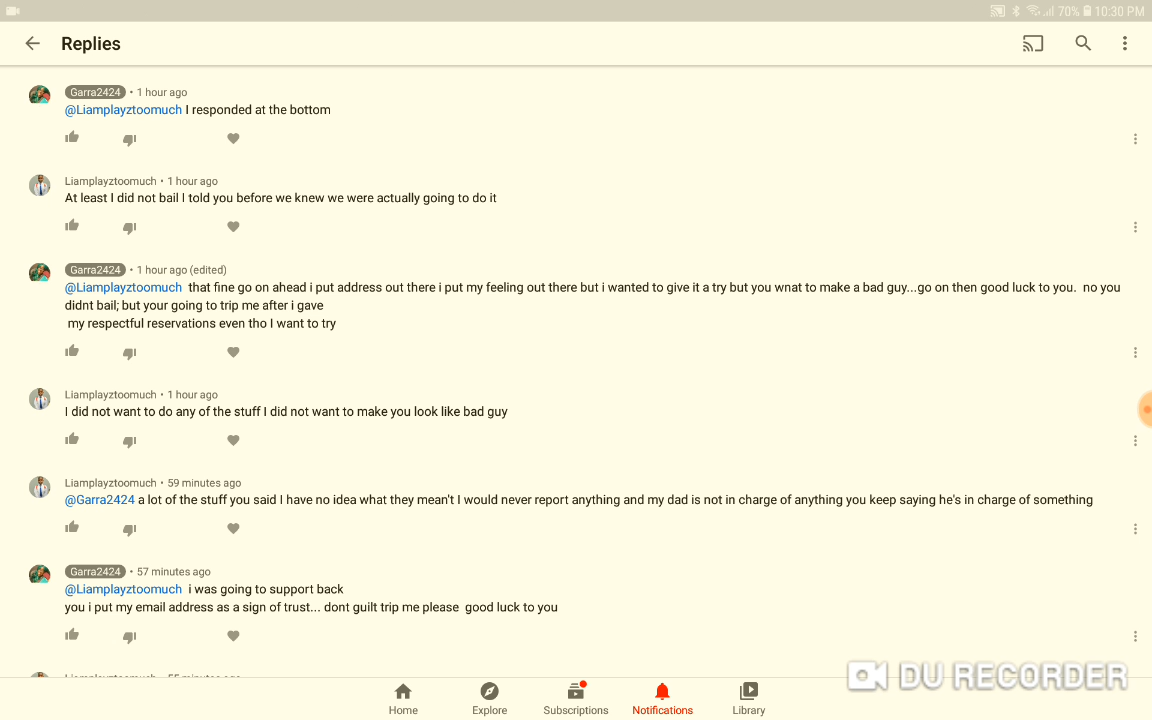 70% 10:30 PM
Replies
Garra2424 • 1 hour ago
@Liamplayztoomuch I responded at the bottom
Liamplayztoomuch • 1 hour ago
At least I did not bail I told you before we knew we were actually going to do it
Garra2424 • 1 hour ago (edited)
@Liamplayztoomuch that fine go on ahead i put address out there i put my feeling out there but i wanted to give it a try but you wnat to make a bad guy...go on then good luck to you. no you
didnt bail; but your going to trip me after i gave
my respectful reservations even tho I want to try
Liamplayztoomuch • 1 hour ago
I did not want to do any of the stuff I did not want to make you look like bad guy
Liamplayztoomuch • 59 minutes ago
@Garra2424 a lot of the stuff you said I have no idea what they mean't I would never report anything and my dad is not in charge of anything you keep saying he's in charge of something
Garra2424 • 57 minutes ago
@Liamplayztoomuch i was going to support back
you i put my email address as a sign of trust... dont guilt trip me please good luck to you
DU RECORDER
Home Explore Subscriptions Notifications Library